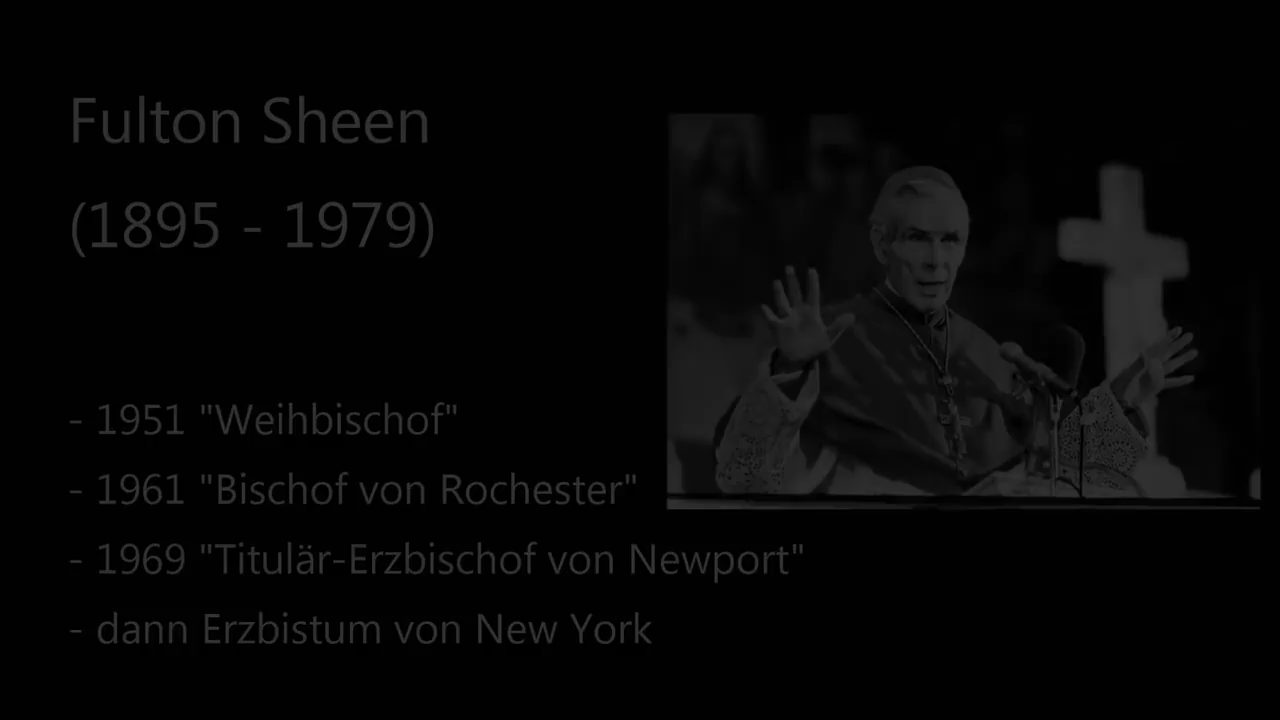 Fulton Sheen
(1895 - 1979)
- 1951 "Weihbischof"
- 1961 "Bischof von Rochester"
- 1969 "Titulär-Erzbischof von Newport"
- dann Erzbistum von New York